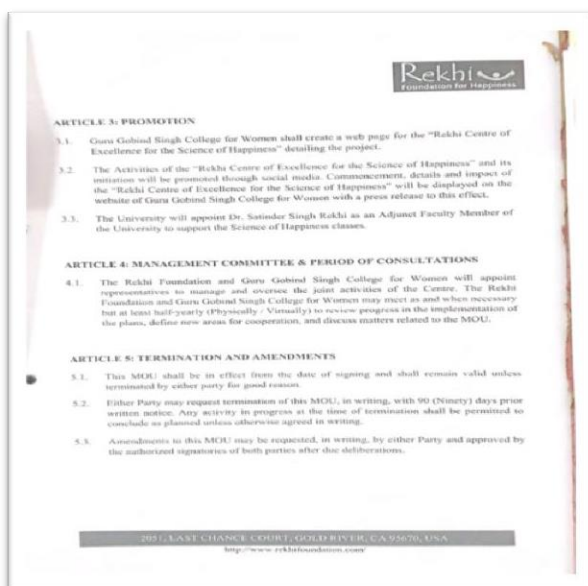 Rekhi
Foundation for Happiness
ARTICLE 3: PROMOTION
3.1. Guru Gobind Singh College for Women shall create a web page for the "Rekhi Centre of
Excellence for the Science of Happiness" detailing the project.
3.2. The Activities of the "Rekhi Centre of Excellence for the Science of Happiness" and its
initiation will be promoted through social media. Commencement, details and impact of
the "Rekhi Centre of Excellence for the Science of Happiness" will be displayed on the
website of Guru Gobind Singh College for Women with a press release to this effect.
3.3. The University will appoint Dr. Satinder Singh Rekhi as an Adjunct Faculty Member of
the University to support the Science of Happiness classes.
ARTICLE 4: MANAGEMENT COMMITTEE & PERIOD OF CONSULTATIONS
4.1. The Rekhi Foundation and Guru Gobind Singh College for Women will appoint
representatives to manage and oversee the joint activities of the Centre. The Rekhi
Foundation and Guru Gobind Singh College for Women may meet as and when necessary
but at least half-yearly (Physically / Virtually) to review progress in the implementation of
the plans, define new areas for cooperation, and discuss matters related to the MOU.
ARTICLE 5: TERMINATION AND AMENDMENTS
5.1. This MOU shall be in effect from the date of signing and shall remain valid unless
terminated by either party for good reason.
5.2. Either Party may request termination of this MOU, in writing, with 90 (Ninety) days prior
written notice. Any activity in progress at the time of termination shall be permitted to
conclude as planned unless otherwise agreed in writing.
5.3. Amendments to this MOU may be requested, in writing, by either Party and approved by
the authorized signatories of both parties after due deliberations.
2051, LAST CHANCE COURT, GOLD RIVER, CA 95670, USA
http://www.rekhifoundation.com/